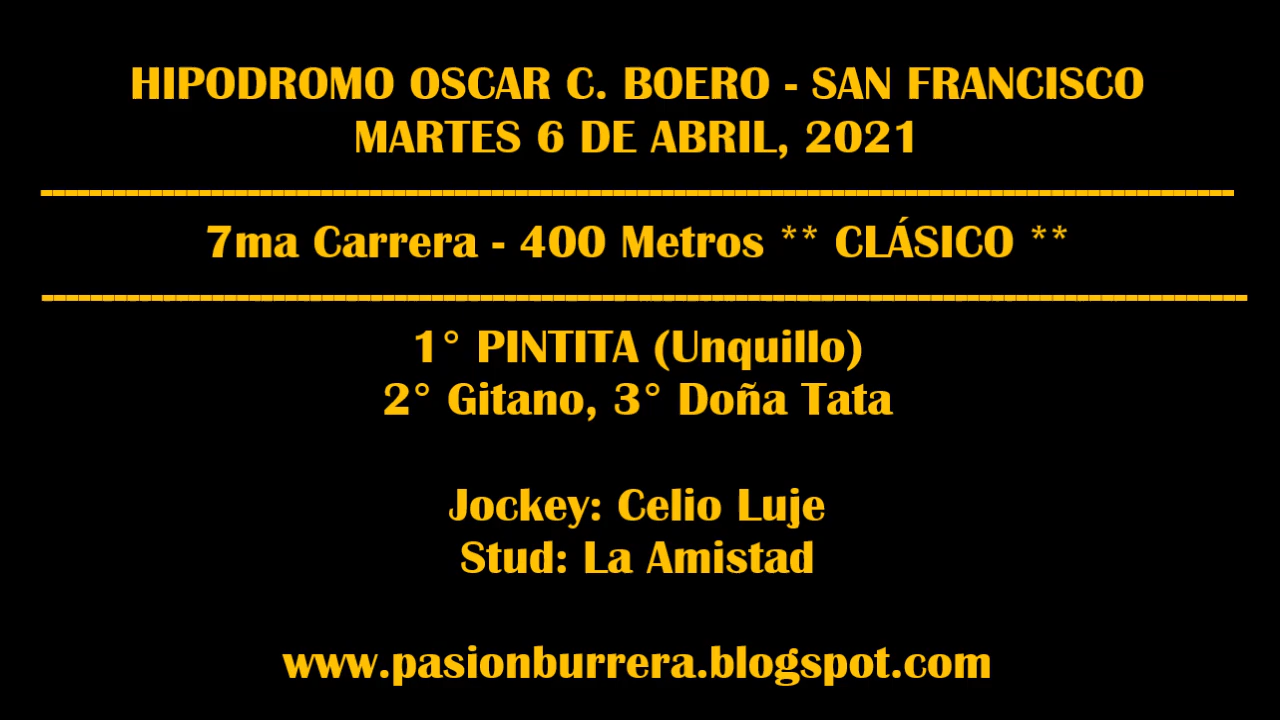 HIPODROMO OSCAR C. BOERO - SAN FRANCISCO
MARTES 6 DE ABRIL, 2021
7ma Carrera - 400 Metros ** CLÁSICO **
1° PINTITA (Unquillo)
2° Gitano, 3° Doña Tata
Jockey: Celio Luje
Stud: La Amistad
www.pasionburrera.blogspot.com